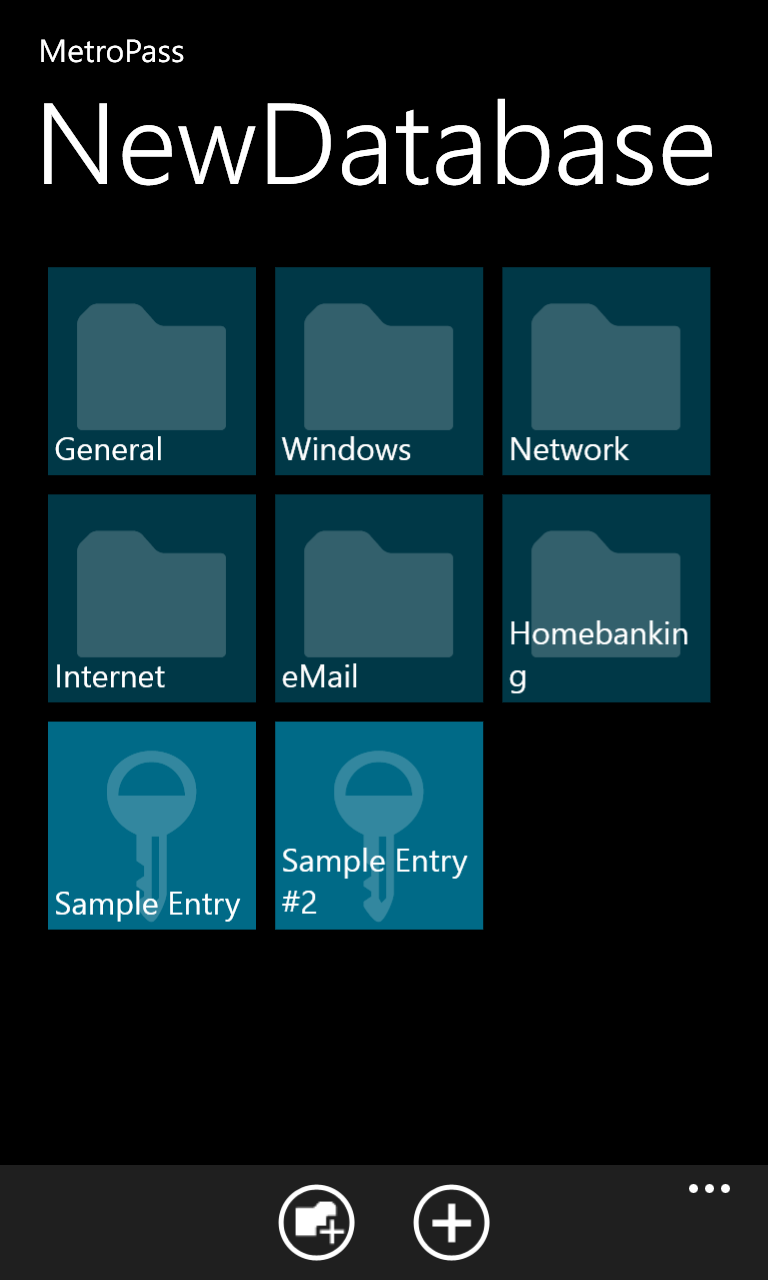 MetroPass
NewDatabase
General
Windows
Network
Internet
eMail
Homebankin
g
Sample Entry
Sample Entry
#2